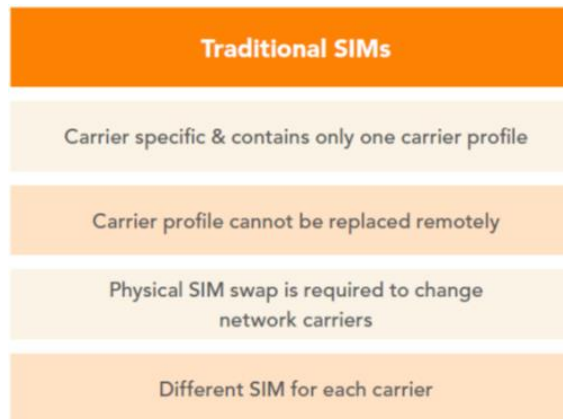 Traditional SIMs
Carrier specific & contains only one carrier profile
Carrier profile cannot be replaced remotely
Physical SIM swap is required to change
network carriers
Different SIM for each carrier